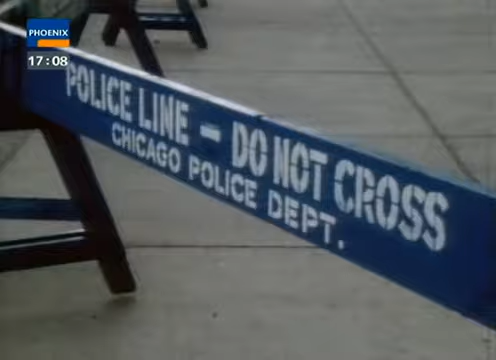 PHOENIX
17:08
POLICE LINE - DO NOT CROSS
CHICAGO POLICE DEPT.